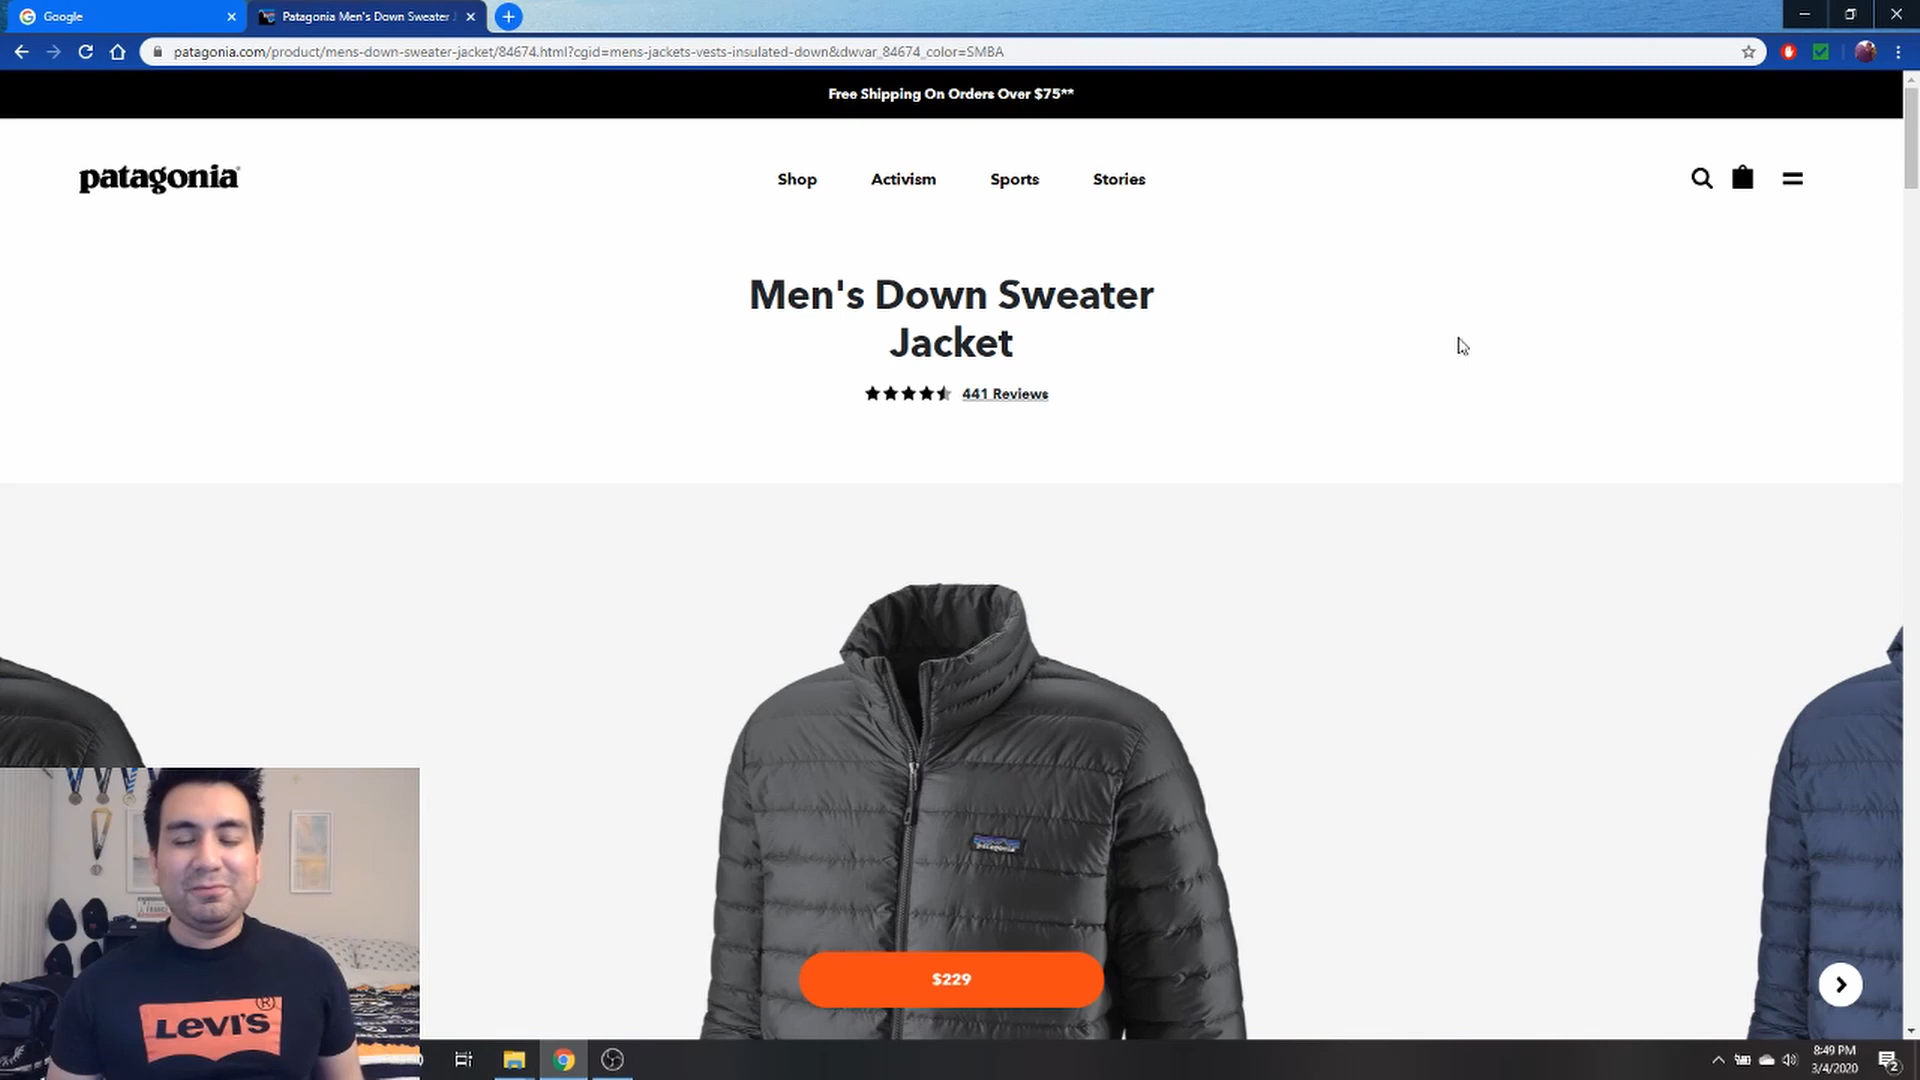 Google
Patagonia Men's Down Sweater J
patagonia.com/product/mens-down-sweater-jacket/84674.html?cgid=mens-jackets-vests-insulated-down&dwvar_84674_color=SMBA
Free Shipping On Orders Over $75**
patagonia®
Shop Activism Sports Stories
Men's Down Sweater
Jacket
441 Reviews
patagonia
$229
LEVI'S ®
8:49 PM
3/4/2020
2